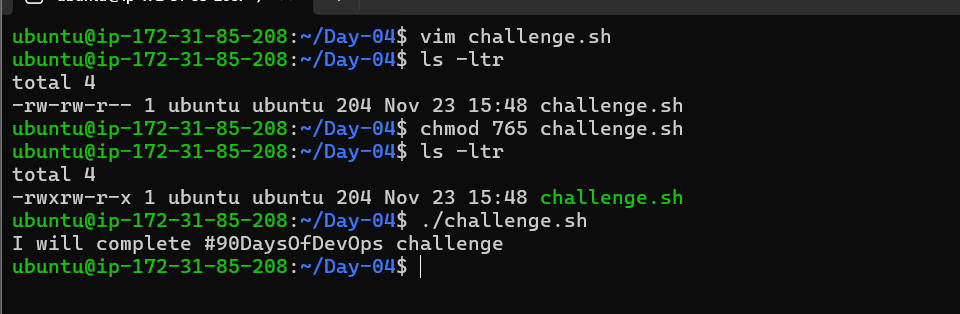 ubuntu@ip-172-31-85-208:~/Day-04$ vim challenge.sh
ubuntu@ip-172-31-85-208:~/Day-04$ ls -ltr
total 4
-rw-rw-r-- 1 ubuntu ubuntu 204 Nov 23 15:48 challenge.sh
ubuntu@ip-172-31-85-208:~/Day-04$ chmod 765 challenge.sh
ubuntu@ip-172-31-85-208:~/Day-04$ ls -ltr
total 4
-rwxrw-r-x 1 ubuntu ubuntu 204 Nov 23 15:48 challenge.sh
ubuntu@ip-172-31-85-208:~/Day-04$ ./challenge.sh
I will complete #90DaysOfDevOps challenge
ubuntu@ip-172-31-85-208:~/Day-04$